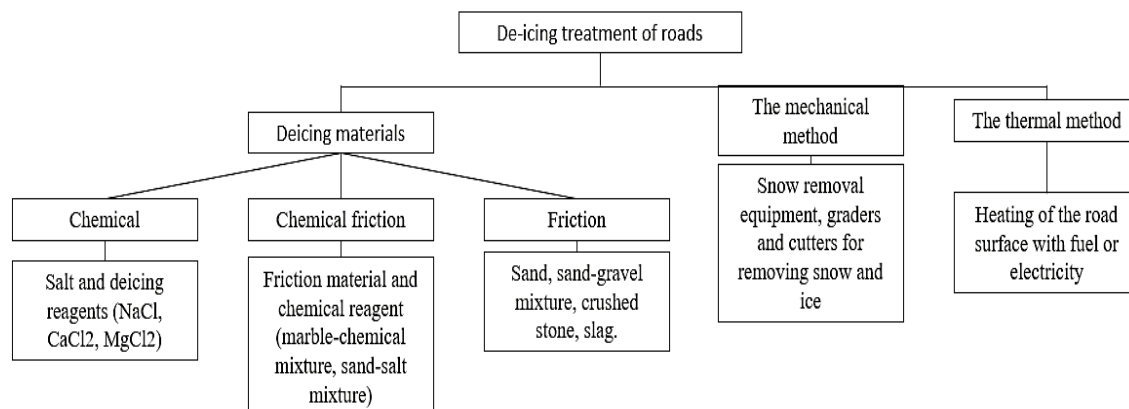 De-icing treatment of roads
Deicing materials
The mechanical
method
The thermal method
Chemical
Chemical friction
Friction
Salt and deicing
reagents (NaCl,
CaCl2, MgCl2)
Friction material and
chemical reagent
(marble-chemical
mixture, sand-salt
mixture)
Sand, sand-gravel
mixture, crushed
stone, slag.
Snow removal
equipment, graders
and cutters for
removing snow and
ice
Heating of the road
surface with fuel or
electricity